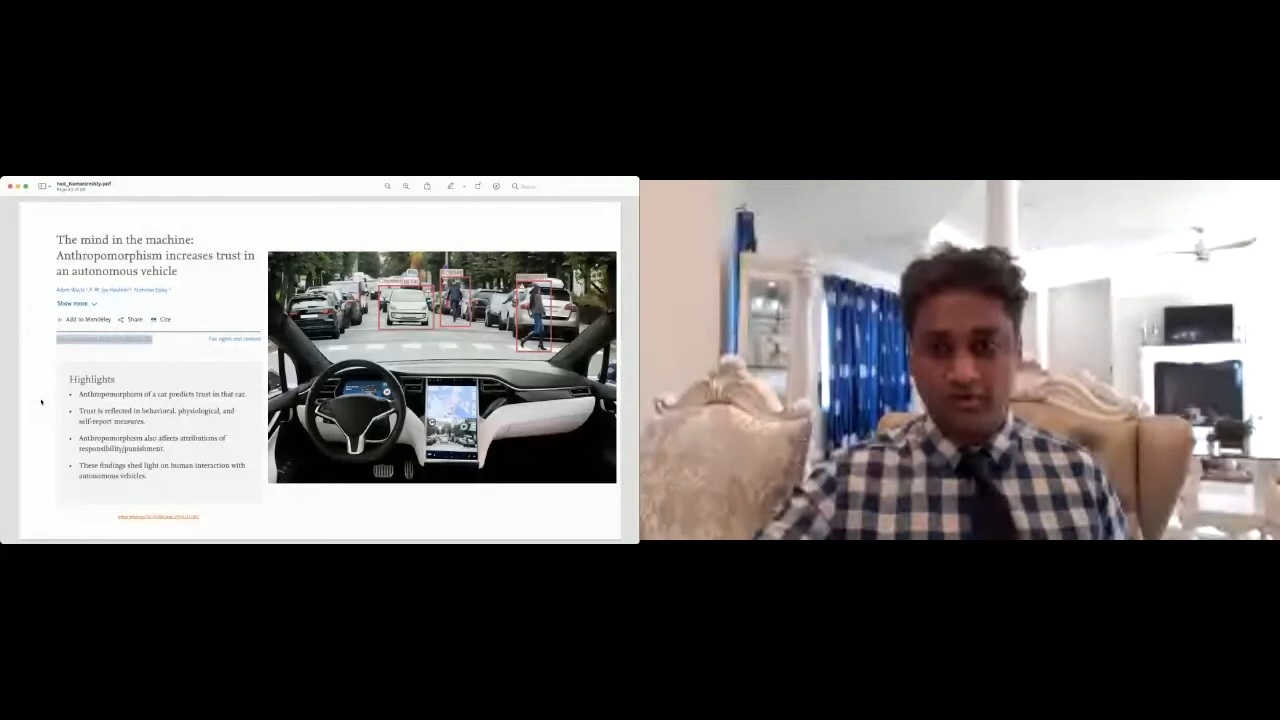 The mind in the machine:
Anthropomorphism increases trust in
an autonomous vehicle
Show more
Add to Mendeley Share Cite
Highlights
• Anthropomorphism of a car predicts trust in that car.
• Trust is reflected in behavioral, physiological, and
self-report measures.
• Anthropomorphism also affects attributions of
responsibility/punishment.
• These findings shed light on human interaction with
autonomous vehicles.